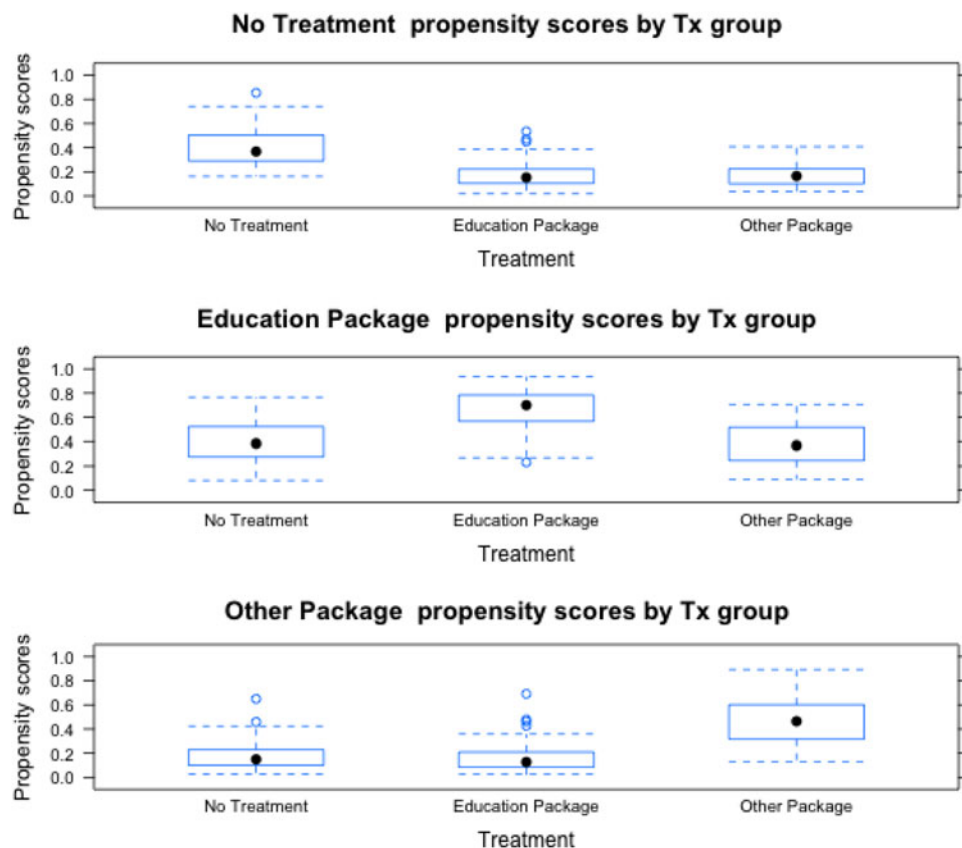 No Treatment propensity scores by Tx group
Propensity scores
1.0
0.8
0.6
0.4
0.2
0.0
No Treatment Education Package Other Package
Treatment
Education Package propensity scores by Tx group
Propensity scores
1.0
0.8
0.6
0.4
0.2
0.0
No Treatment Education Package Other Package
Treatment
Other Package propensity scores by Tx group
Propensity scores
1.0
0.8
0.6
0.4
0.2
0.0
No Treatment Education Package Other Package
Treatment